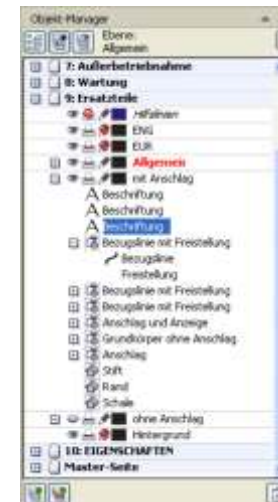 Objekt-Manager
Ebene:
Allgemein
7: Außerbetriebnahme
8: Wartung
9: Ersatzteile
Hilfslinien
ENG
EUR
Allgemein
mit Anschlag
A Beschriftung
A Beschriftung
A Beschriftung
Bezugslinie mit Freistellung
Bezugslinie
Freistellung
Bezugslinie mit Freistellung
Bezugslinie mit Freistellung
Anschlag und Anzeige
Grundkörper ohne Anschlag
Anschlag
Stift
Rand
Schale
ohne Anschlag
Hintergrund
10: EIGENSCHAFTEN
Master-Seite